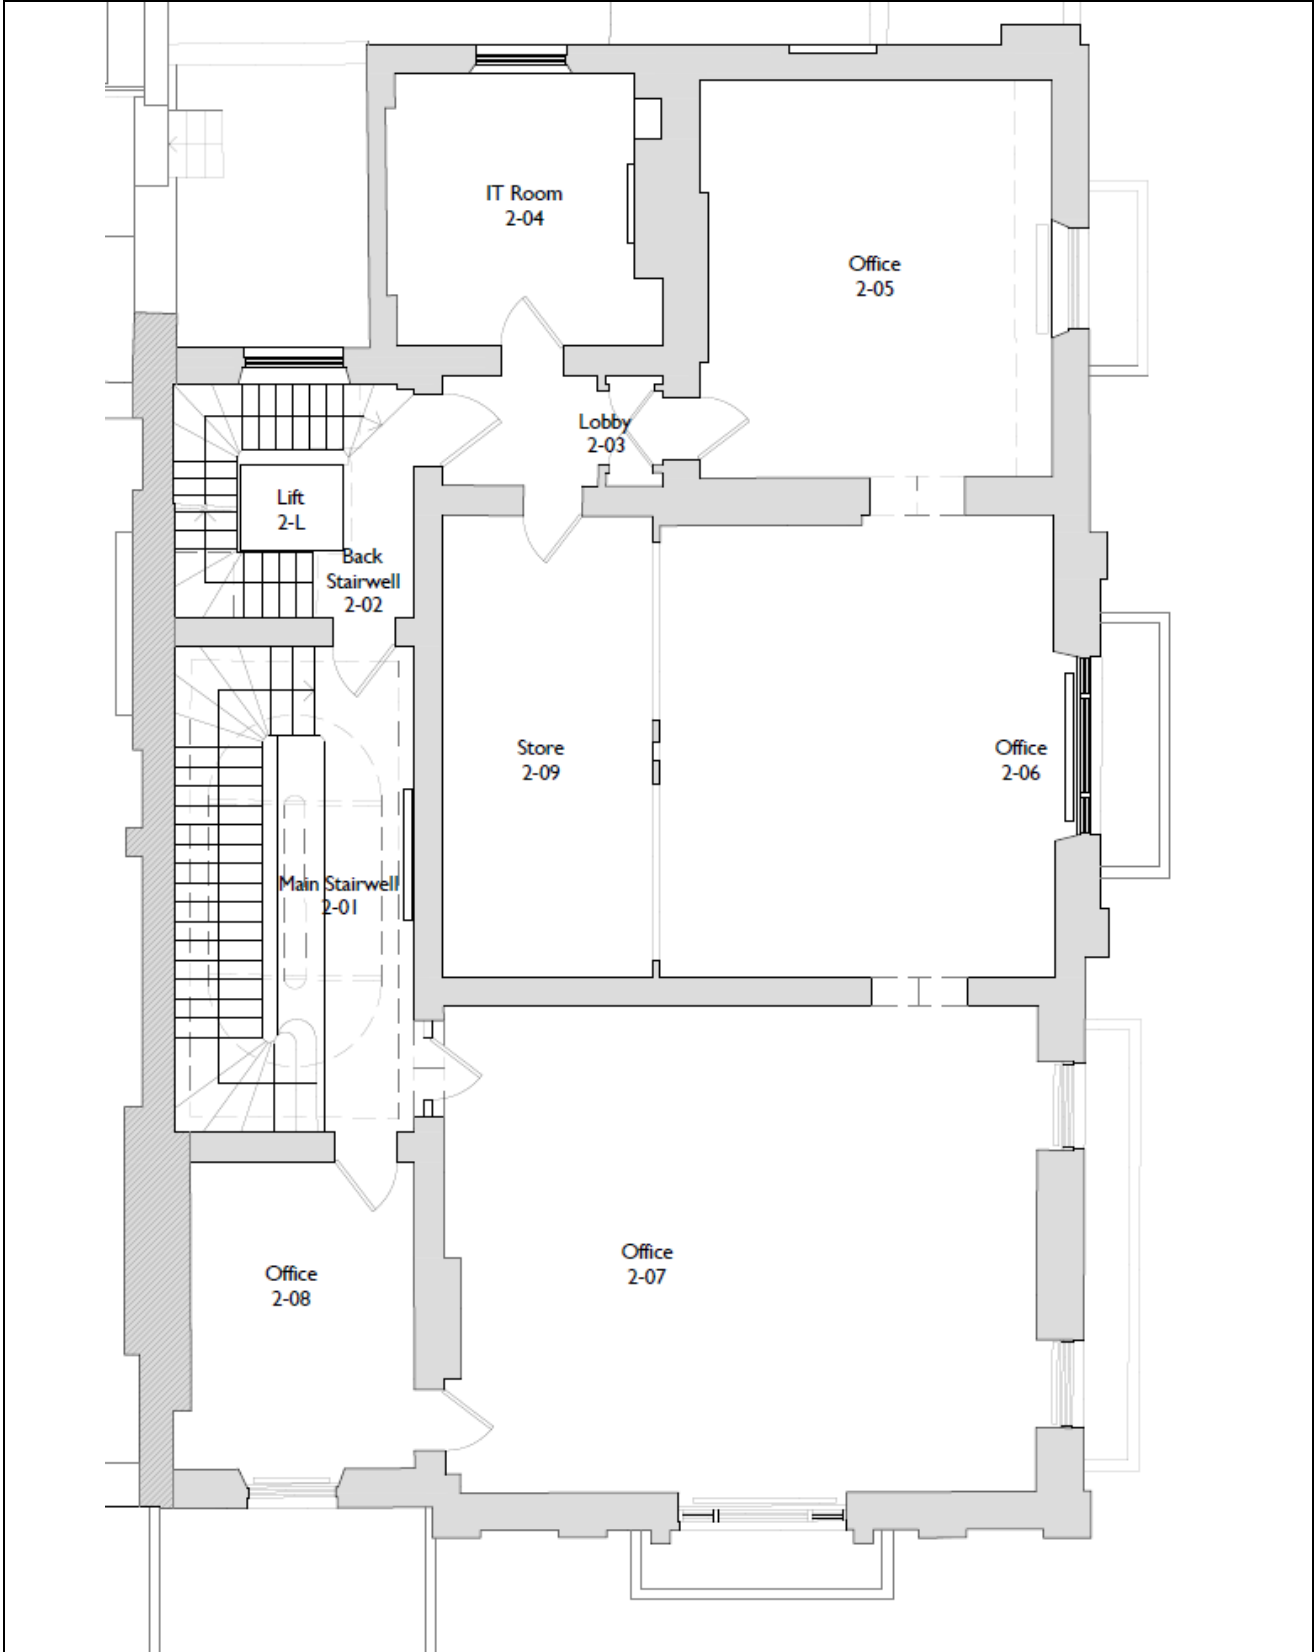 IT Room
2-04
Office
2-05
Lobby
2-03
Lift
2-L
Back
Stairwell
2-02
Store
2-09
Office
2-06
Main Stairwell
2-01
Office
2-07
Office
2-08